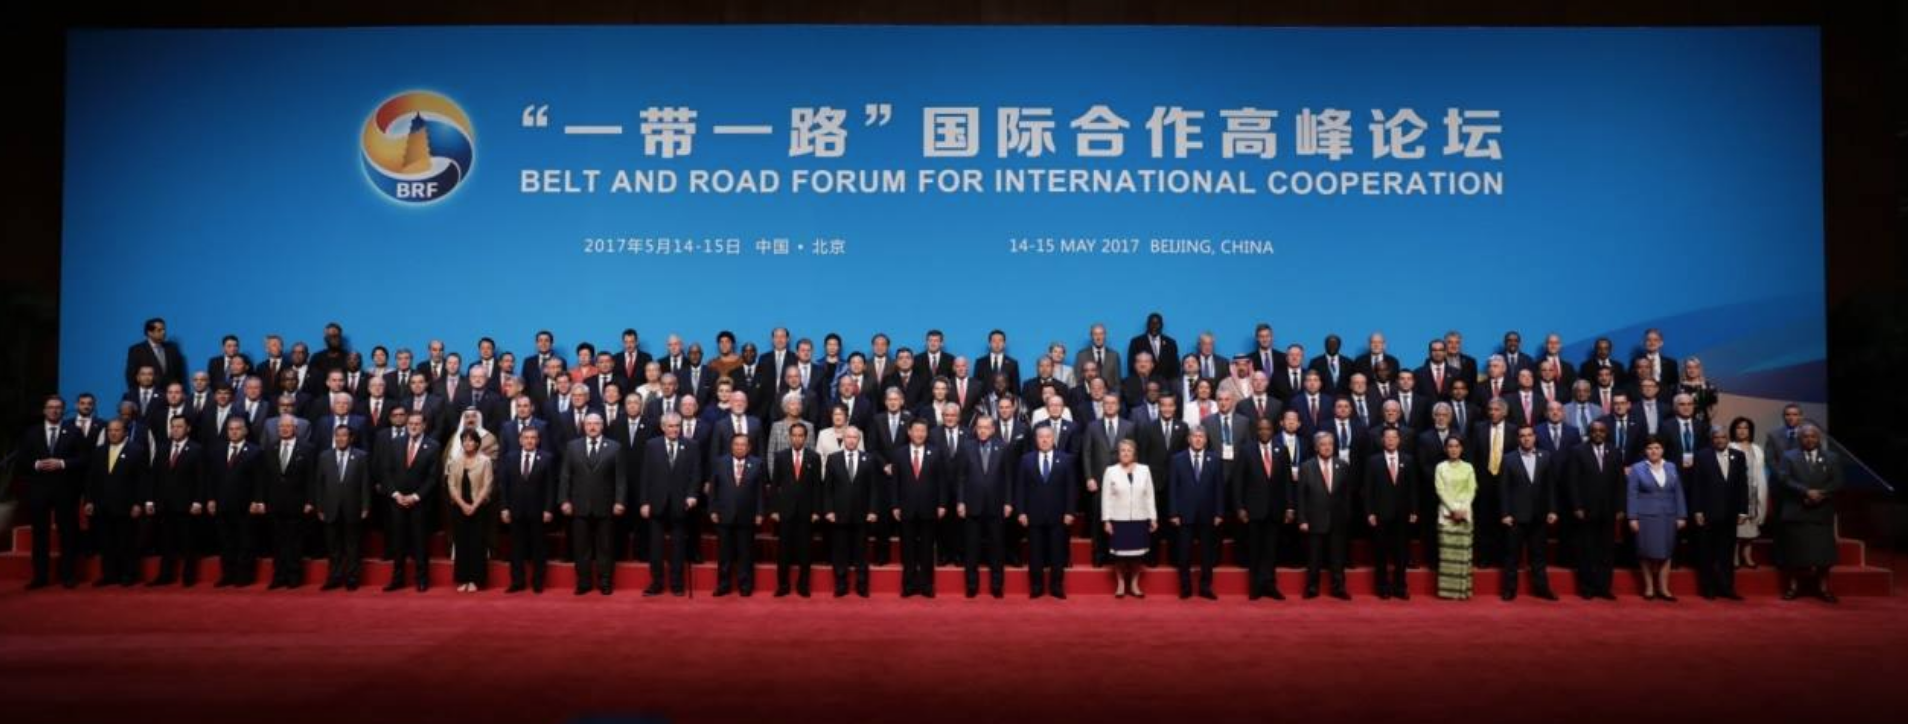 “一带一路”国际合作高峰论坛
BELT AND ROAD FORUM FOR INTERNATIONAL COOPERATION
BRF
2017年5月14-15日 中国·北京 14-15 MAY 2017 BEIJING, CHINA